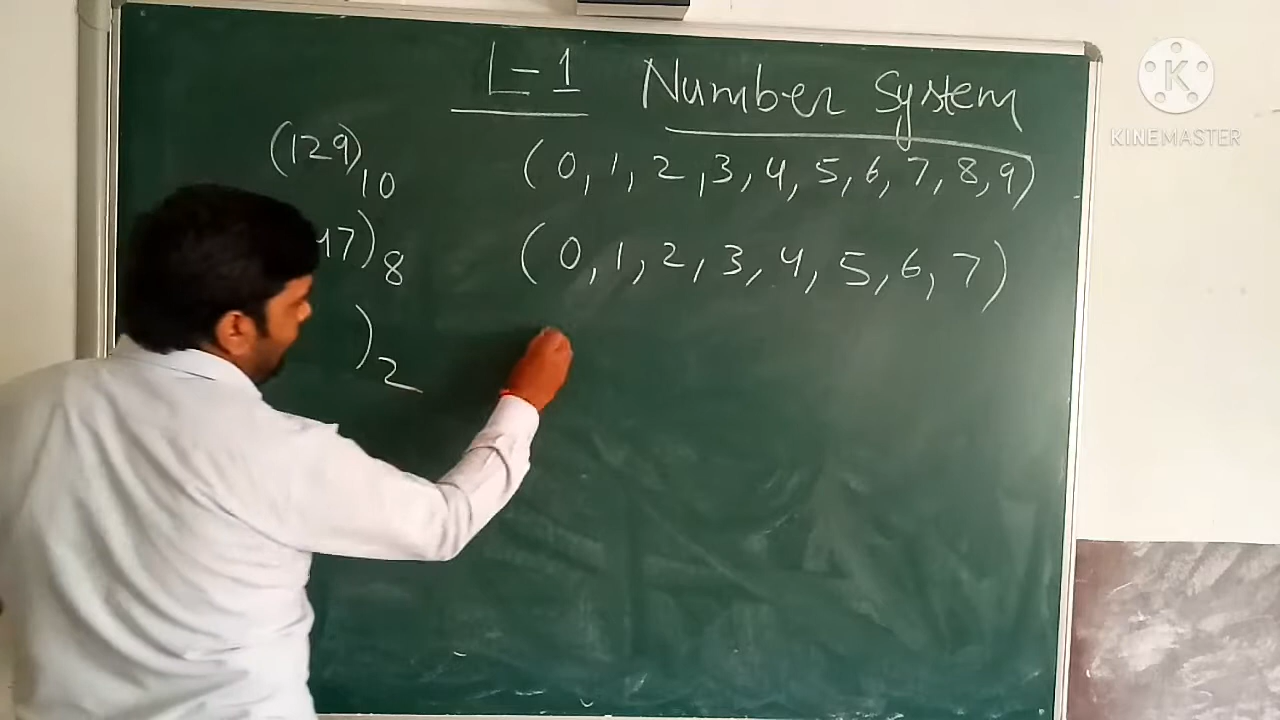 L-1 Number System
(129)10 (0, 1, 2, 3, 4, 5, 6, 7, 8, 9)
17)8 (0, 1, 2, 3, 4, 5, 6, 7)
)2
K
KINEMASTER